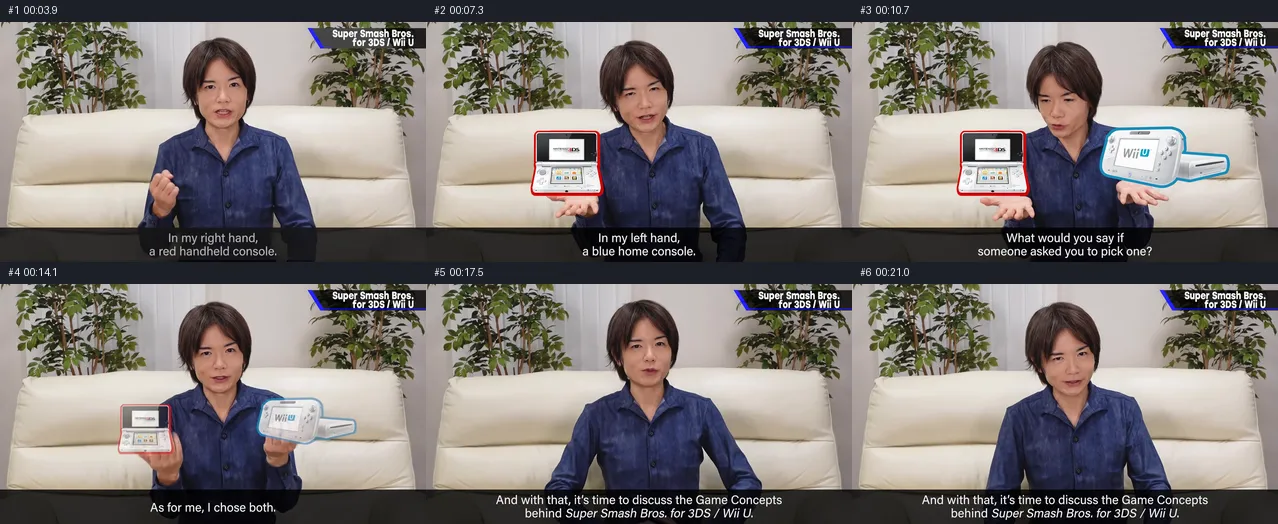 #1 00:03.9
Super Smash Bros.
for 3DS / Wii U
In my right hand,
a red handheld console.
#2 00:07.3
Super Smash Bros.
for 3DS / Wii U
NINTENDO3DS
In my left hand,
a blue home console.
#3 00:10.7
Super Smash Bros.
for 3DS / Wii U
NINTENDO3DS
Wii U
What would you say if
someone asked you to pick one?
#4 00:14.1
Super Smash Bros.
for 3DS / Wii U
NINTENDO3DS
Wii U
As for me, I chose both.
#5 00:17.5
Super Smash Bros.
for 3DS / Wii U
And with that, it's time to discuss the Game Concepts
behind Super Smash Bros. for 3DS / Wii U.
#6 00:21.0
Super Smash Bros.
for 3DS / Wii U
And with that, it's time to discuss the Game Concepts
behind Super Smash Bros. for 3DS / Wii U.